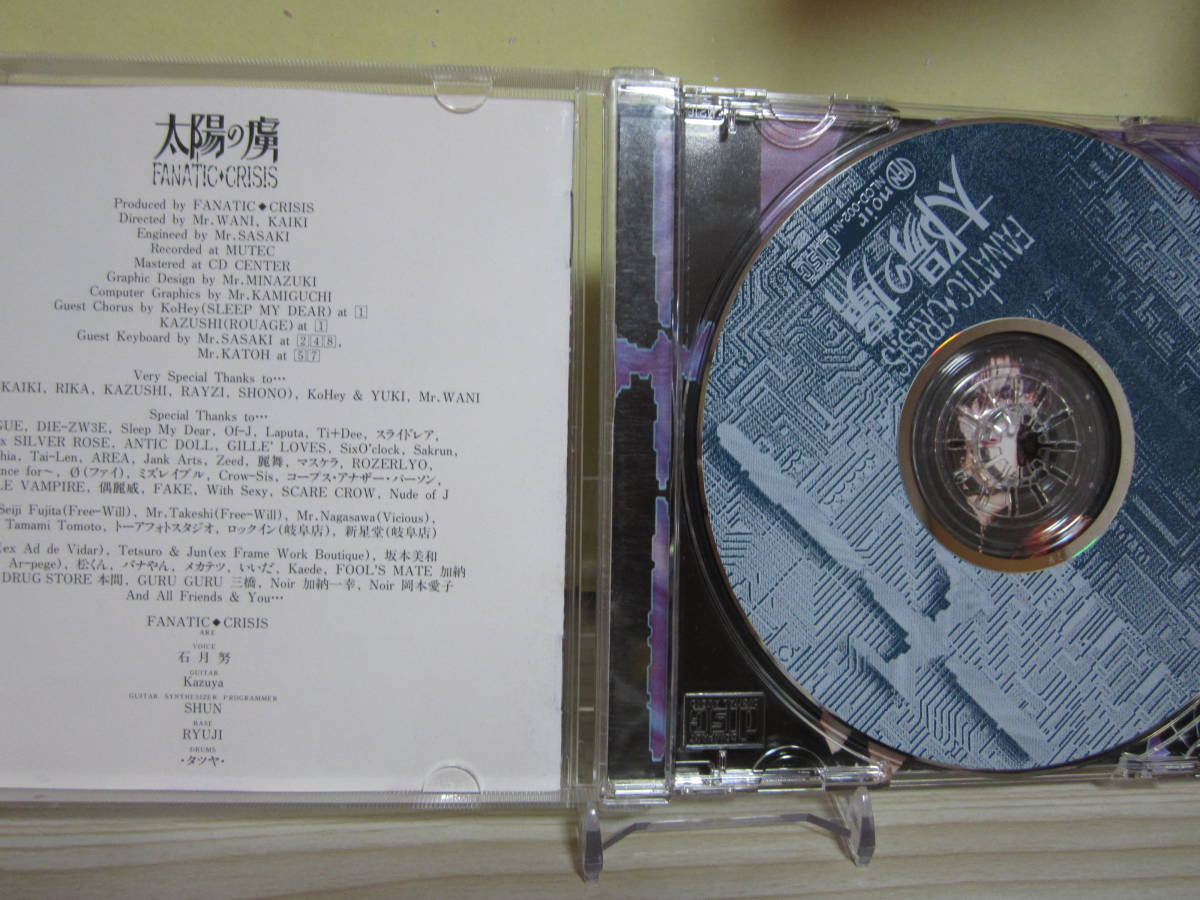 太陽の虜
FANATIC◆CRISIS
Produced by FANATIC◆CRISIS
Directed by Mr.WANI, KAIKI
Engineered by Mr.SASAKI
Recorded at MUTEC
Mastered at CD CENTER
Graphic Design by Mr.MINAZUKI
Computer Graphics by Mr.KAMIGUCHI
Guest Chorus by KoHey(SLEEP MY DEAR) at 1
KAZUSHI(ROUAGE) at 1
Guest Keyboard by Mr.SASAKI at 2 4 8,
Mr.KATOH at 5 7
Very Special Thanks to…
KAIKI, RIKA, KAZUSHI, RAYZI, SHONO), KoHey & YUKI, Mr.WANI
Special Thanks to…
GUE, DIE-ZW3E, Sleep My Dear, Of-J, Laputa, Ti+Dee, スライドレア,
x SILVER ROSE, ANTIC DOLL, GILLE' LOVES, SixO'clock, Sakrun,
hia, Tai-Len, AREA, Jank Arts, Zeed, 麗舞, マスケラ, ROZERLYO,
nce for〜, Ø(ファイ), ミズレイブル, Crow-Sis, コープス・アナザー・パーソン,
LE VAMPIRE, 偶麗威, FAKE, With Sexy, SCARE CROW, Nude of J
Seiji Fujita(Free-Will), Mr.Takeshi(Free-Will), Mr.Nagasawa(Vicious),
Tamami Tomoto, トーアフォトスタジオ, ロックイン(岐阜店), 新星堂(岐阜店)
(ex Ad de Vidar), Tetsuro & Jun(ex Frame Work Boutique), 坂本美和
Ar-pege), 松くん, バナやん, メカテツ, いいだ, Kaede, FOOL'S MATE 加納
DRUG STORE 本間, GURU GURU 三橋, Noir 加納一幸, Noir 岡本愛子
And All Friends & You…
FANATIC◆CRISIS
ARE
VOICE
石月努
GUITAR
Kazuya
GUITAR SYNTHESIZER PROGRAMMER
SHUN
BASE
RYUJI
DRUMS
・タツヤ・
太陽の虜
FANATIC◆CRISIS